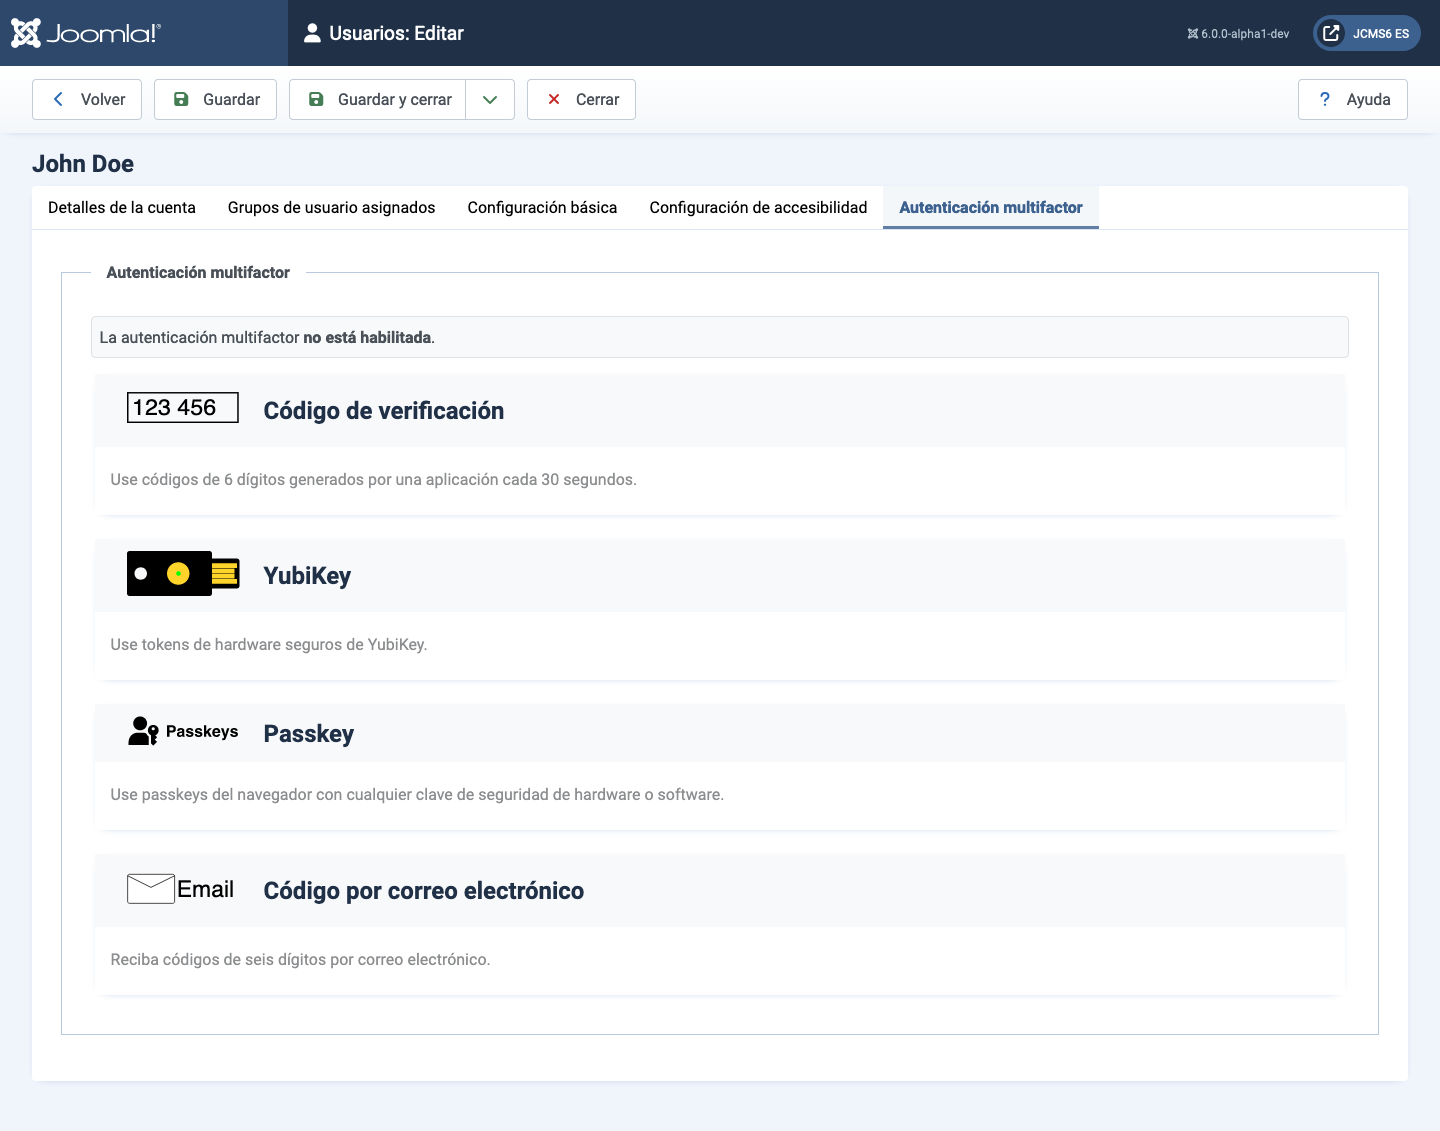 Joomla!®
Usuarios: Editar
6.0.0-alpha1-dev
JCMS6 ES
Volver
Guardar
Guardar y cerrar
Cerrar
? Ayuda
John Doe
Detalles de la cuenta
Grupos de usuario asignados
Configuración básica
Configuración de accesibilidad
Autenticación multifactor
Autenticación multifactor
La autenticación multifactor no está habilitada.
123 456
Código de verificación
Use códigos de 6 dígitos generados por una aplicación cada 30 segundos.
YubiKey
Use tokens de hardware seguros de YubiKey.
Passkeys
Passkey
Use passkeys del navegador con cualquier clave de seguridad de hardware o software.
Email
Código por correo electrónico
Reciba códigos de seis dígitos por correo electrónico.